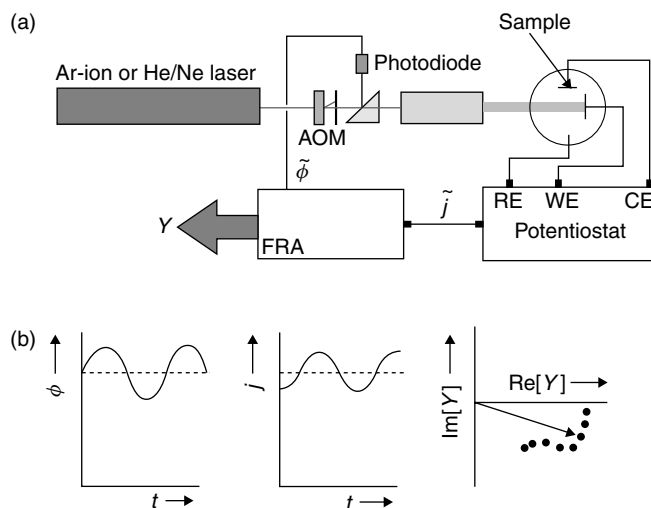 (a)
Sample
Ar-ion or He/Ne laser
Photodiode
AOM
ϕ̃
j̃
RE WE CE
Y
FRA
Potentiostat
(b)
ϕ
t
j
t
Im[Y]
Re[Y]